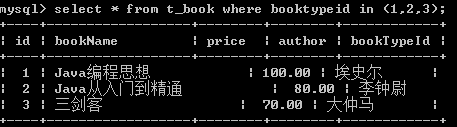 mysql> select * from t_book where booktypeid in (1,2,3);
+----+--------------------+--------+--------+------------+
| id | bookName | price | author | bookTypeId |
+----+--------------------+--------+--------+------------+
| 1 | Java编程思想 | 100.00 | 埃史尔 |
| 2 | Java从入门到精通 | 80.00 | 李钟尉 |
| 3 | 三剑客 | 70.00 | 大仲马 |